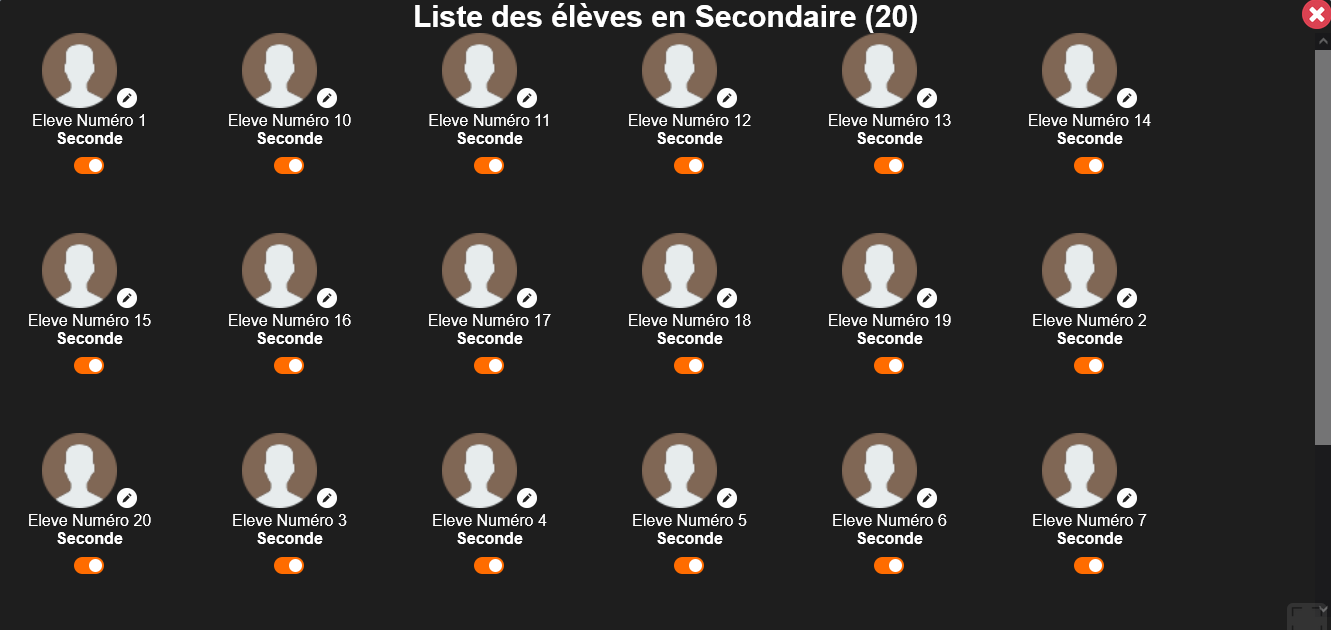 Liste des élèves en Secondaire (20)
Eleve Numéro 1
Seconde
Eleve Numéro 10
Seconde
Eleve Numéro 11
Seconde
Eleve Numéro 12
Seconde
Eleve Numéro 13
Seconde
Eleve Numéro 14
Seconde
Eleve Numéro 15
Seconde
Eleve Numéro 16
Seconde
Eleve Numéro 17
Seconde
Eleve Numéro 18
Seconde
Eleve Numéro 19
Seconde
Eleve Numéro 2
Seconde
Eleve Numéro 20
Seconde
Eleve Numéro 3
Seconde
Eleve Numéro 4
Seconde
Eleve Numéro 5
Seconde
Eleve Numéro 6
Seconde
Eleve Numéro 7
Seconde